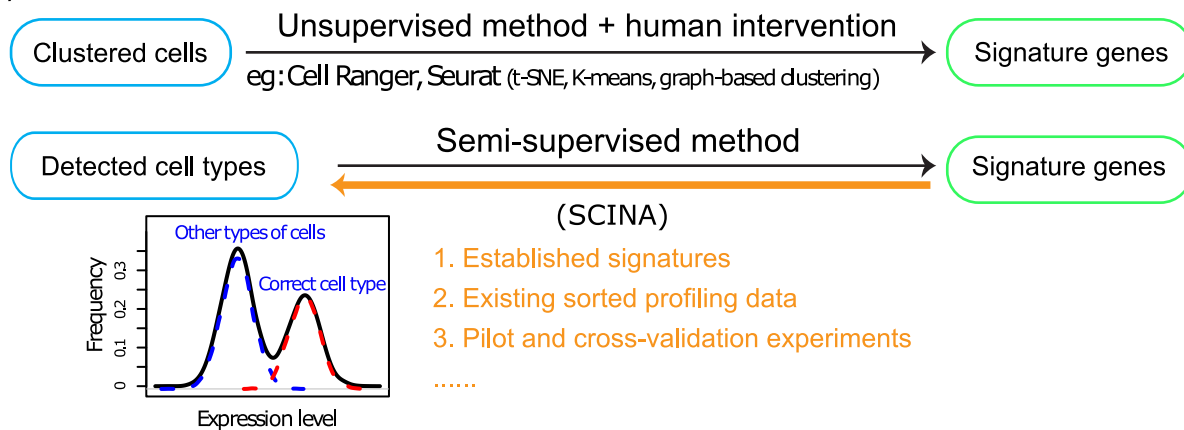 Unsupervised method + human intervention
Clustered cells
Signature genes
eg: Cell Ranger, Seurat (t-SNE, K-means, graph-based clustering)
Semi-supervised method
Detected cell types
Signature genes
(SCINA)
Other types of cells
Correct cell type
Frequency
0.3
0.2
0.1
0
Expression level
1. Established signatures
2. Existing sorted profiling data
3. Pilot and cross-validation experiments
......